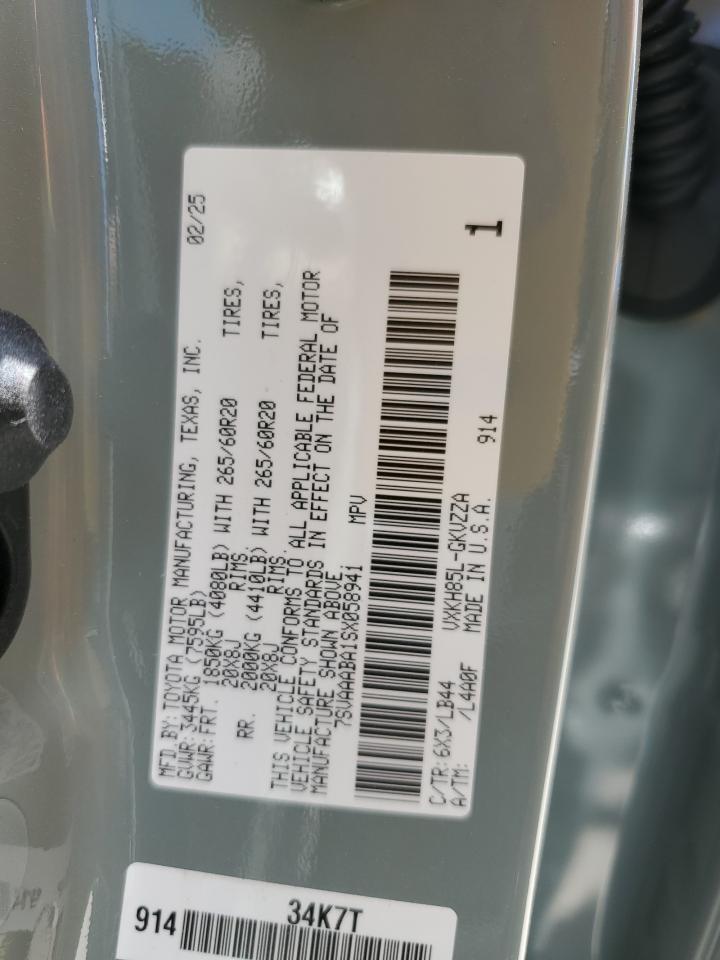 MFD BY: TOYOTA MOTOR MANUFACTURING, TEXAS, INC. 02/25
GVWR: 3445KG (7595LB)
GAWR: FRT. 1850KG (4080LB) WITH 265/60R20 TIRES,
20X8J RIMS.
RR. 2000KG (4410LB) WITH 265/60R20 TIRES,
20X8J RIMS.
THIS VEHICLE CONFORMS TO ALL APPLICABLE FEDERAL MOTOR
VEHICLE SAFETY STANDARDS IN EFFECT ON THE DATE OF
MANUFACTURE SHOWN ABOVE.
7SVAAABA1SX058941 MPV
1
C/TR: 6X3/LB44 VXKH85L-GKVZZA 914
A/TM: /L4A0F MADE IN U.S.A.
34K7T
914